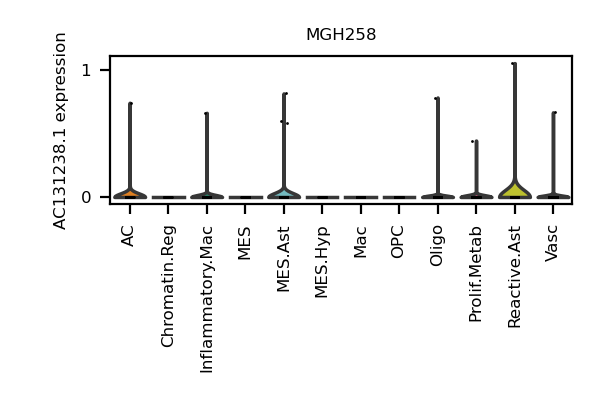 MGH258
AC131238.1 expression
1
0
AC
Chromatin.Reg
Inflammatory.Mac
MES
MES.Ast
MES.Hyp
Mac
OPC
Oligo
Prolif.Metab
Reactive.Ast
Vasc